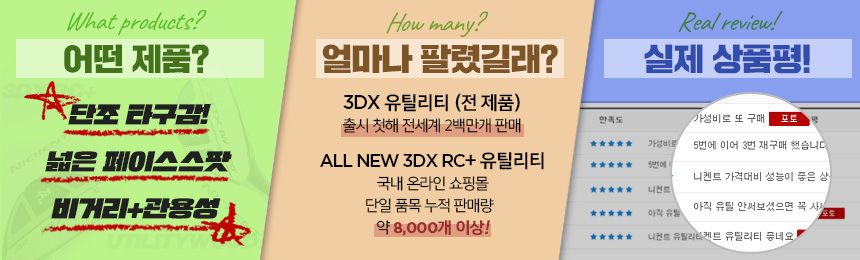 What products?
어떤 제품?
단조 타구감!
넓은 페이스스팟
비거리+관용성
How many?
얼마나 팔렸길래?
3DX 유틸리티 (전 제품)
출시 첫해 전세계 2백만개 판매
ALL NEW 3DX RC+ 유틸리티
국내 온라인 쇼핑몰
단일 품목 누적 판매량
약 8,000개 이상!
Real review!
실제 상품평!
만족도
평
★★★★★ 가성비로 또 구매 포토
★★★★★ 5번에 이어 3번 재구매 했습니다
★★★★★ 니켄트 가격대비 성능이 좋은 상
★★★★★ 아직 유틸 안써보셨으면 꼭 사
★★★★★ 니켄트 유틸리티 좋네요